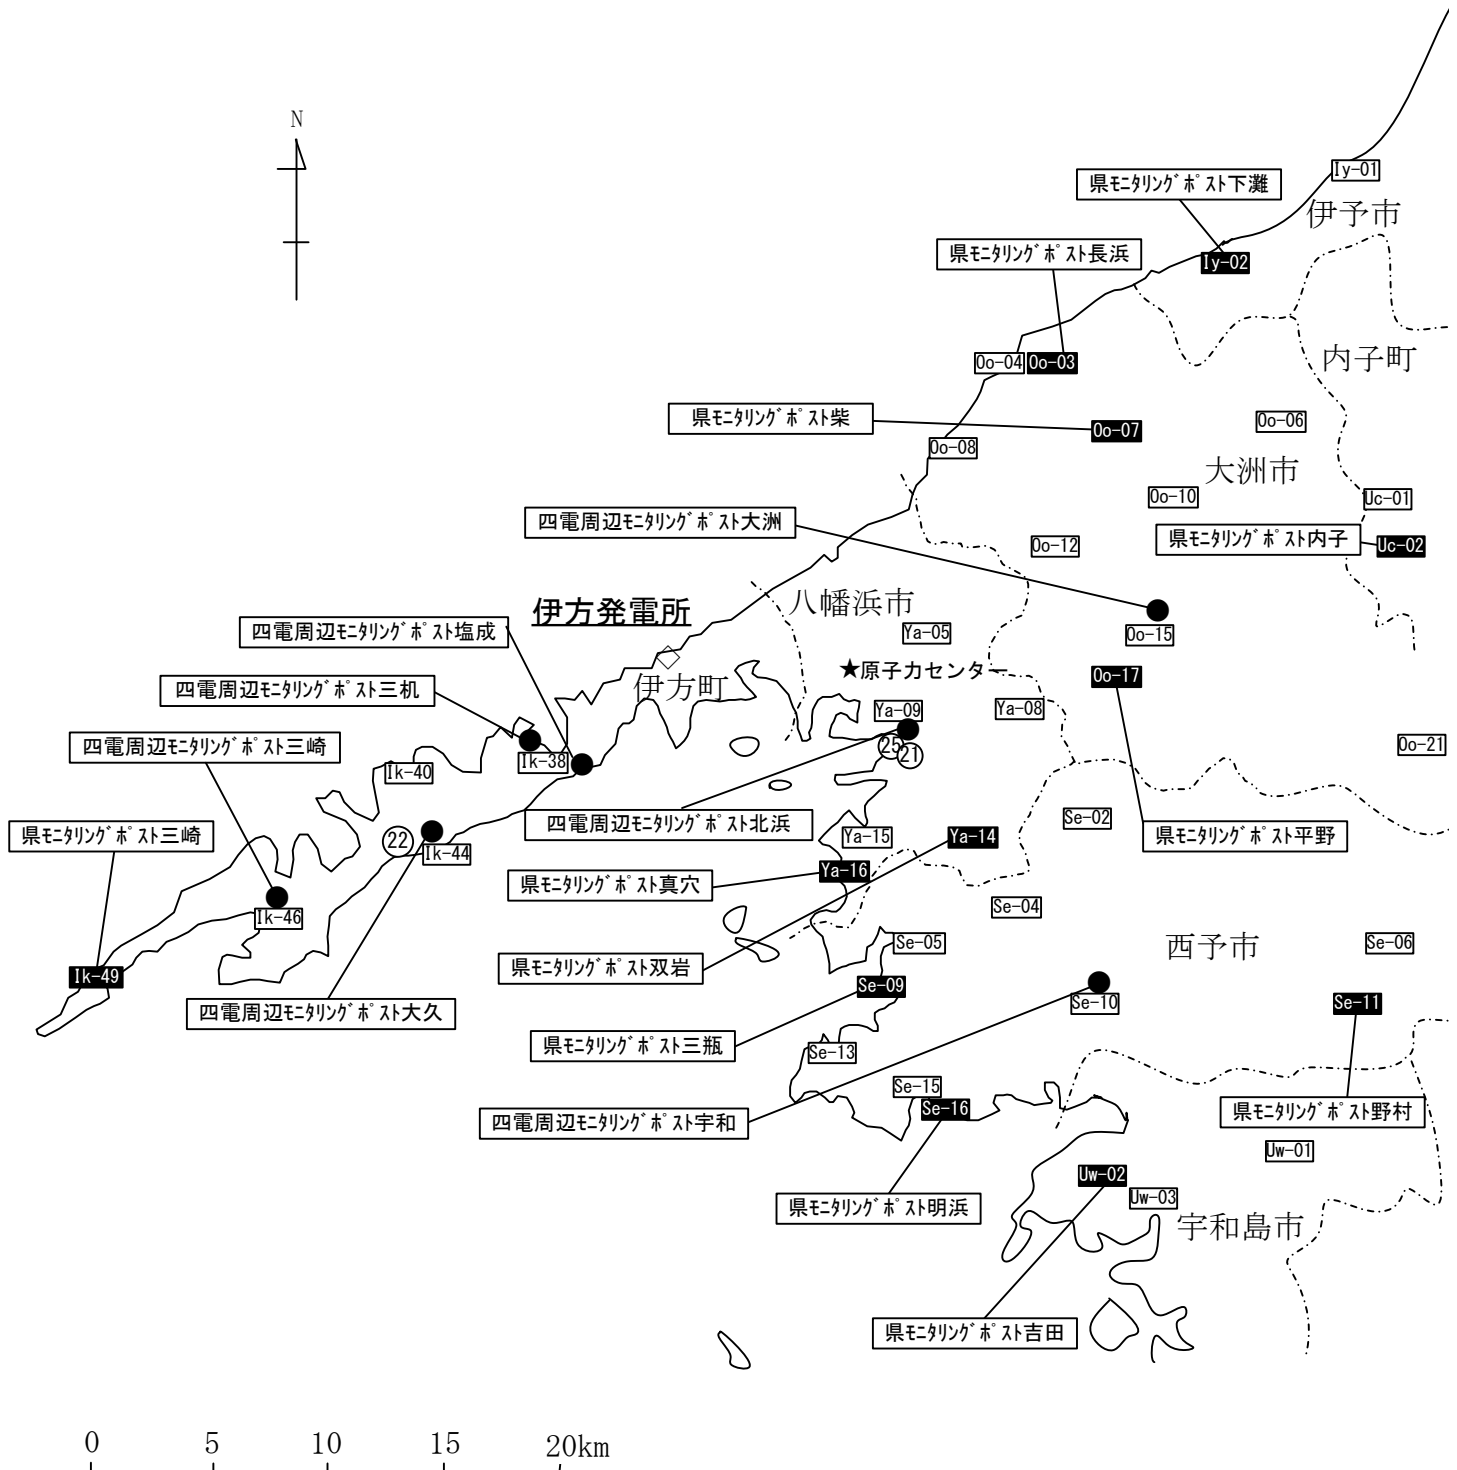 N
Iy-01
県モニタリングポスト下灘
伊予市
県モニタリングポスト長浜
Iy-02
内子町
Oo-04
Oo-03
県モニタリングポスト柴
Oo-07
Oo-06
Oo-08
大洲市
Oo-10
Uc-01
四電周辺モニタリングポスト大洲
県モニタリングポスト内子
Oo-12
Uc-02
伊方発電所
八幡浜市
四電周辺モニタリングポスト塩成
Ya-05
Oo-15
★原子力センター
Oo-17
四電周辺モニタリングポスト三机
伊方町
Ya-09
Ya-08
四電周辺モニタリングポスト三崎
25
21
Oo-21
Ik-38
Ik-40
県モニタリングポスト三崎
22
四電周辺モニタリングポスト北浜
Se-02
県モニタリングポスト平野
Ik-44
Ya-15
Ya-14
県モニタリングポスト真穴
Ya-16
Ik-46
Se-04
Se-05
西予市
Se-06
Ik-49
県モニタリングポスト双岩
Se-09
四電周辺モニタリングポスト大久
Se-10
Se-11
県モニタリングポスト三瓶
Se-13
Se-15
Se-16
四電周辺モニタリングポスト宇和
県モニタリングポスト野村
Uw-01
Uw-02
県モニタリングポスト明浜
Uw-03
宇和島市
県モニタリングポスト吉田
0 5 10 15 20km